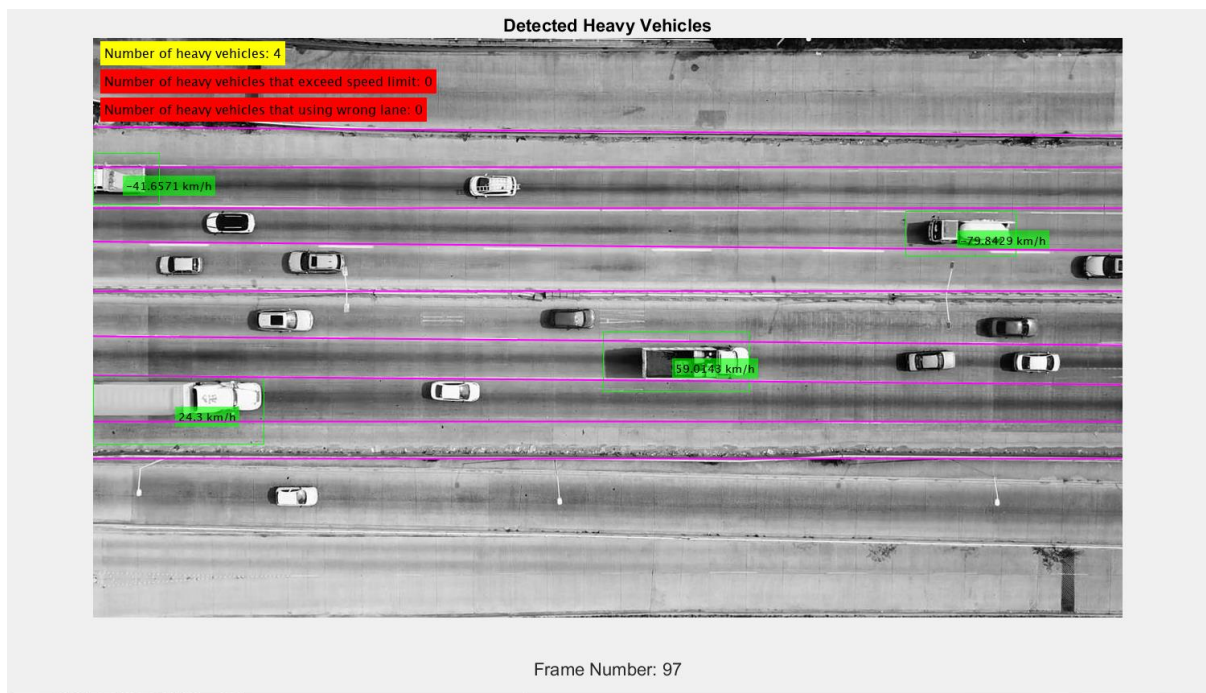 Detected Heavy Vehicles
Number of heavy vehicles: 4
Number of heavy vehicles that exceed speed limit: 0
Number of heavy vehicles that using wrong lane: 0
-41.6571 km/h
-79.8429 km/h
59.0143 km/h
24.3 km/h
Frame Number: 97